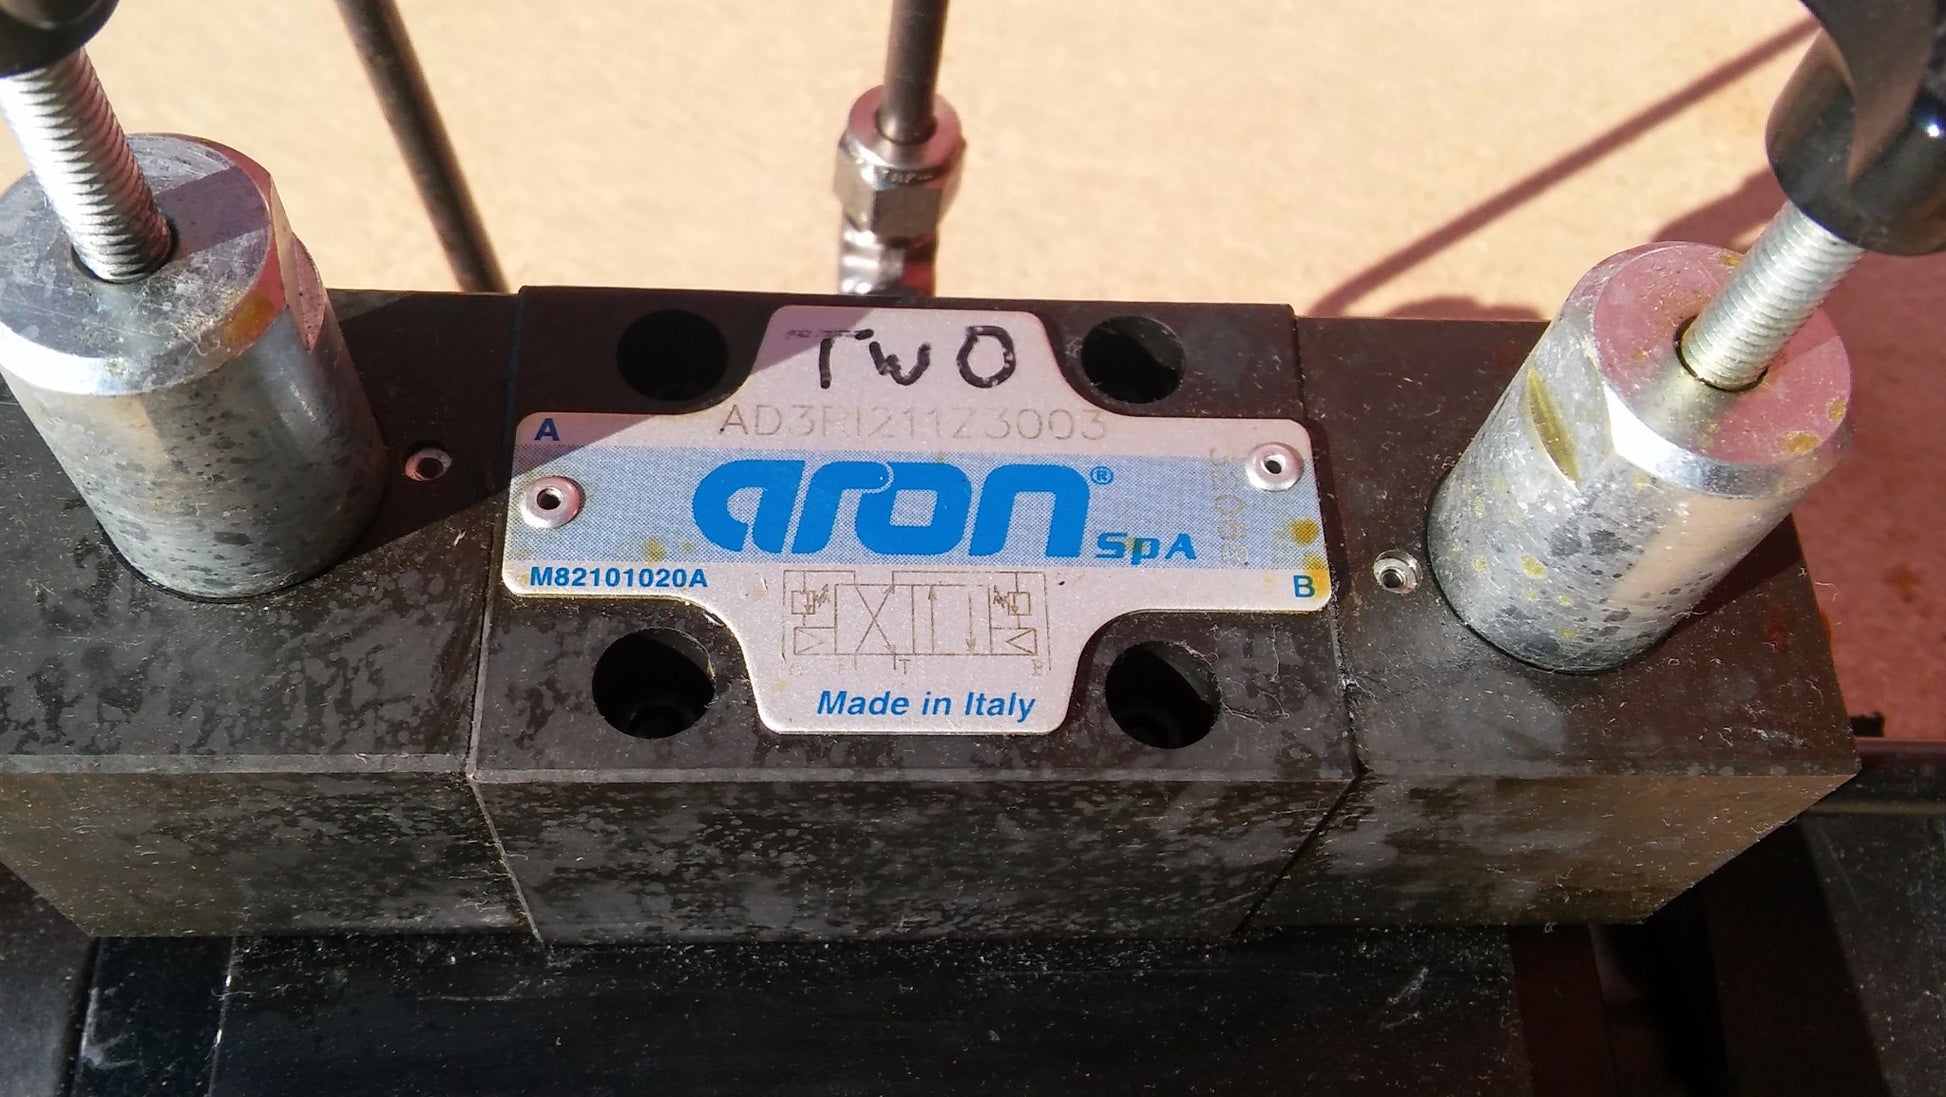 TWO
AD3RI211Z3003
A
aron®
SpA
M82101020A
B
T
Made in Italy